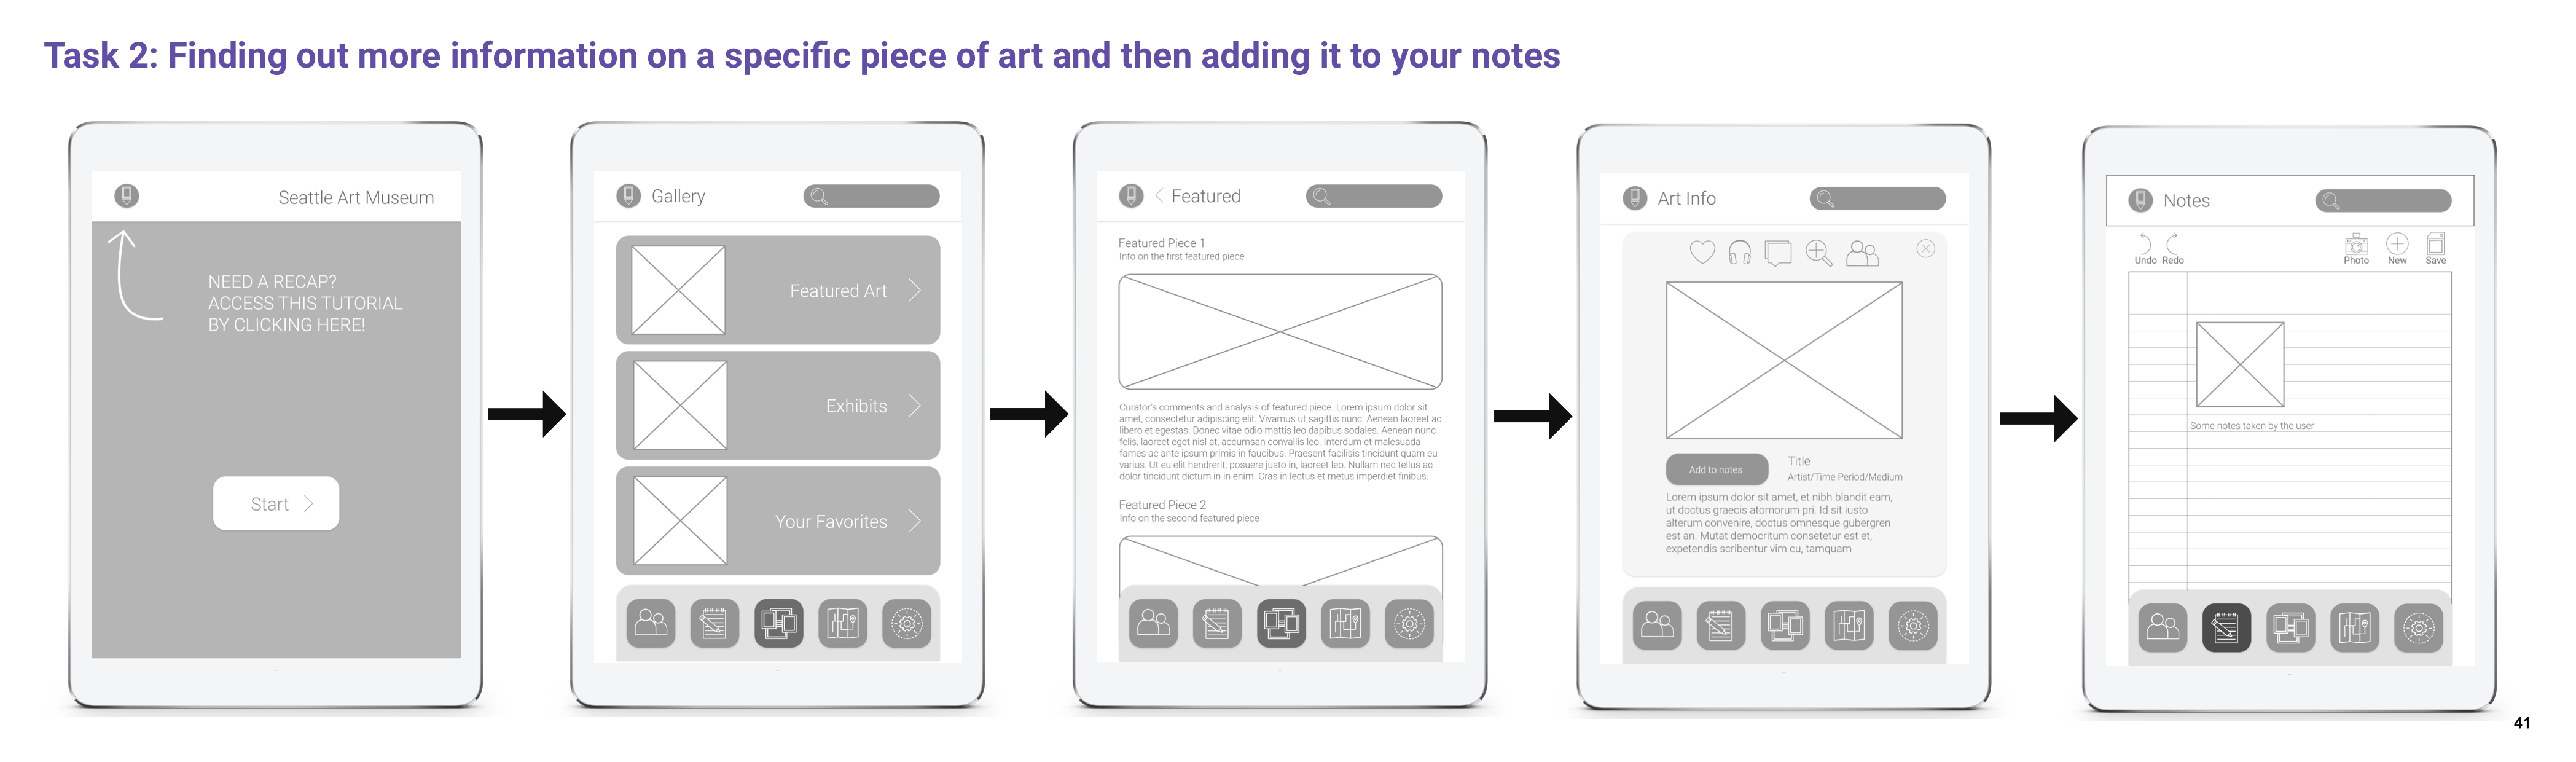 Task 2: Finding out more information on a specific piece of art and then adding it to your notes
Seattle Art Museum
NEED A RECAP?
ACCESS THIS TUTORIAL
BY CLICKING HERE!
Start
Gallery
Featured Art
Exhibits
Your Favorites
Featured
Featured Piece 1
Info on the first featured piece
Curator's comments and analysis of featured piece. Lorem ipsum dolor sit
amet, consectetur adipiscing elit. Vivamus ut sagittis nunc. Aenean laoreet ac
libero et egestas. Donec vitae odio mattis leo dapibus sodales. Aenean nunc
felis, laoreet eget nisl at, accumsan convallis leo. Interdum et malesuada
fames ac ante ipsum primis in faucibus. Praesent facilisis tincidunt quam eu
varius. Ut eu elit hendrerit, posuere justo in, laoreet leo. Nullam nec tellus ac
dolor tincidunt dictum in in enim. Cras in lectus et metus imperdiet finibus.
Featured Piece 2
Info on the second featured piece
Art Info
Add to notes
Title
Artist/Time Period/Medium
Lorem ipsum dolor sit amet, et nibh blandit eam,
ut doctus graecis atomorum pri. Id sit iusto
alterum convenire, doctus omnesque gubergren
est an. Mutat democritum consetetur est et,
expetendis scribentur vim cu, tamquam
Notes
Undo Redo
Photo New Save
Some notes taken by the user
41